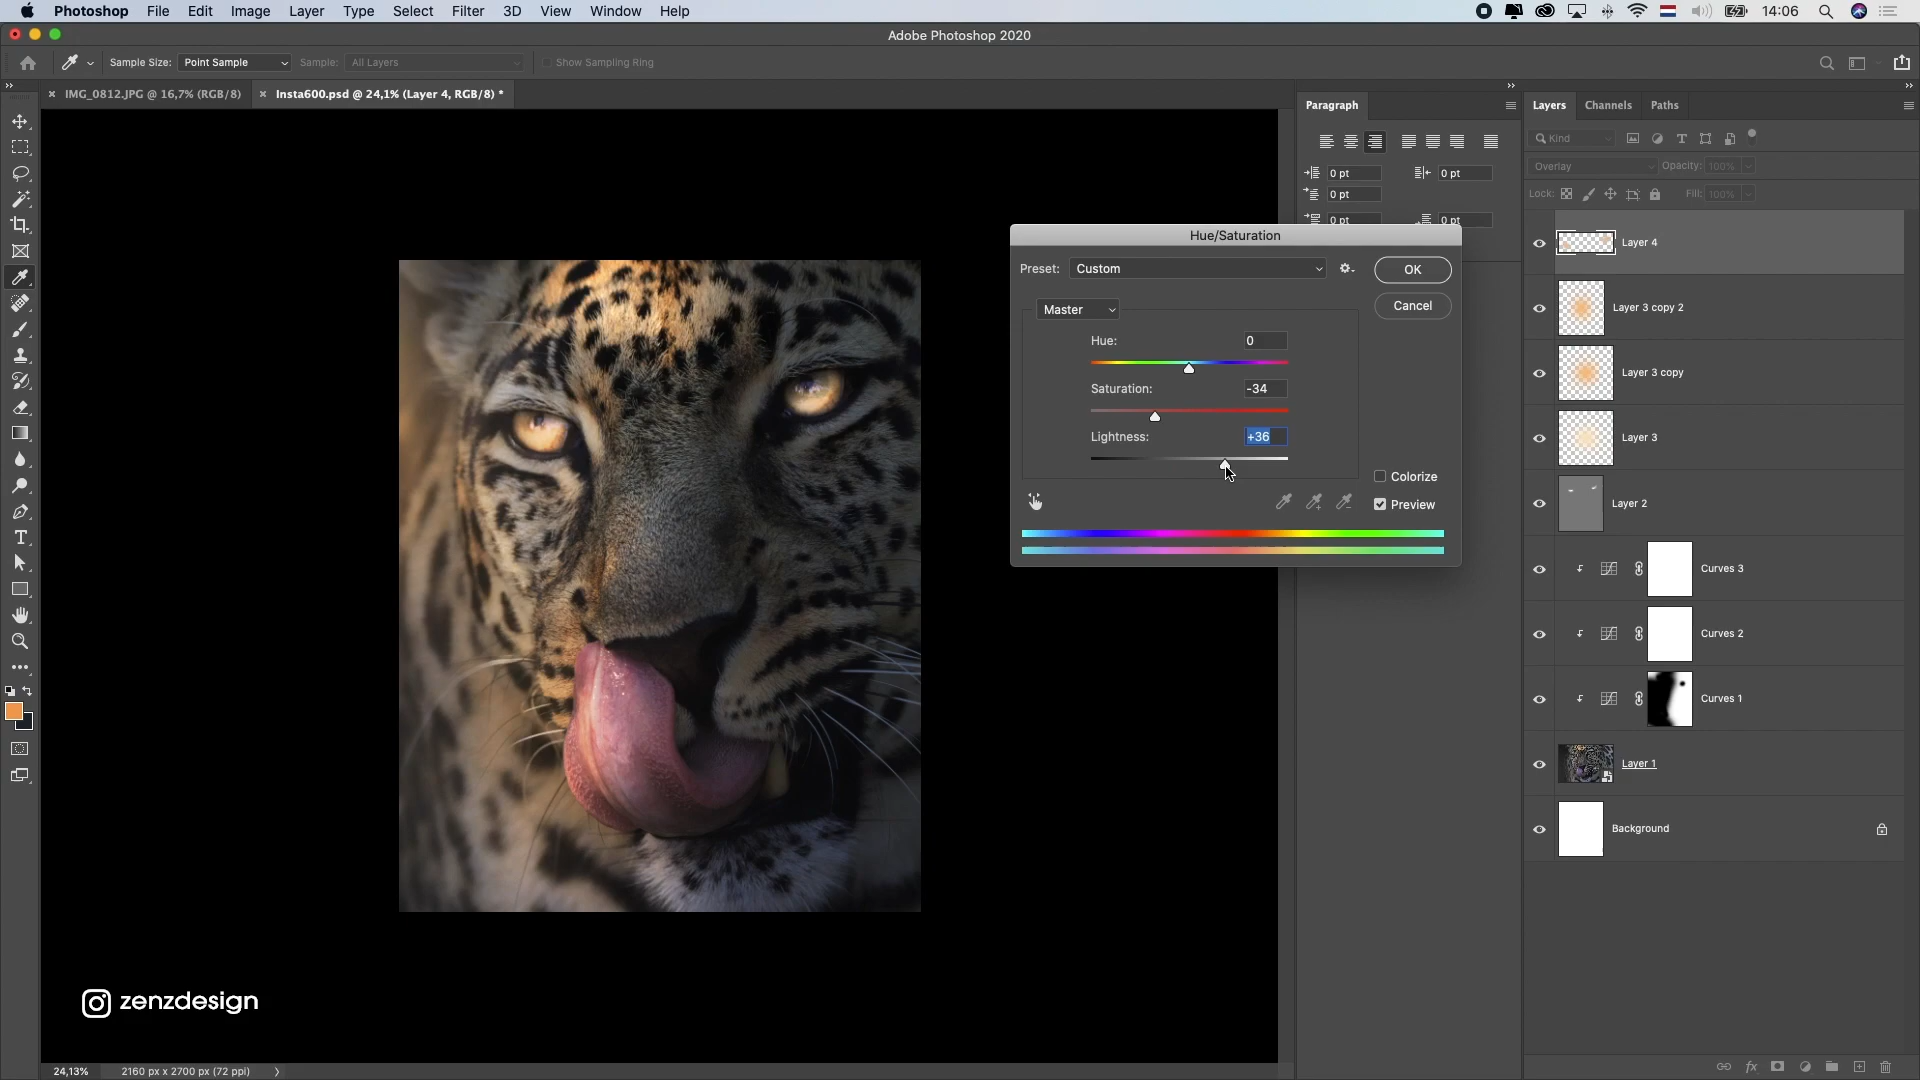 Photoshop File Edit Image Layer Type Select Filter 3D View Window Help 14:06
Adobe Photoshop 2020
Sample Size: Point Sample Sample: All Layers Show Sampling Ring
IMG_0812.JPG @ 16,7% (RGB/8) Insta600.psd @ 24,1% (Layer 4, RGB/8) *
Paragraph
0 pt 0 pt
0 pt
0 pt 0 pt
Layers Channels Paths
Kind
Overlay Opacity: 100%
Lock: Fill: 100%
Layer 4
Layer 3 copy 2
Layer 3 copy
Layer 3
Layer 2
Curves 3
Curves 2
Curves 1
Layer 1
Background
Hue/Saturation
Preset: Custom OK
Cancel
Master
Hue: 0
Saturation: -34
Lightness: +36
Colorize
Preview
zenzdesign
24,13% 2160 px x 2700 px (72 ppi)